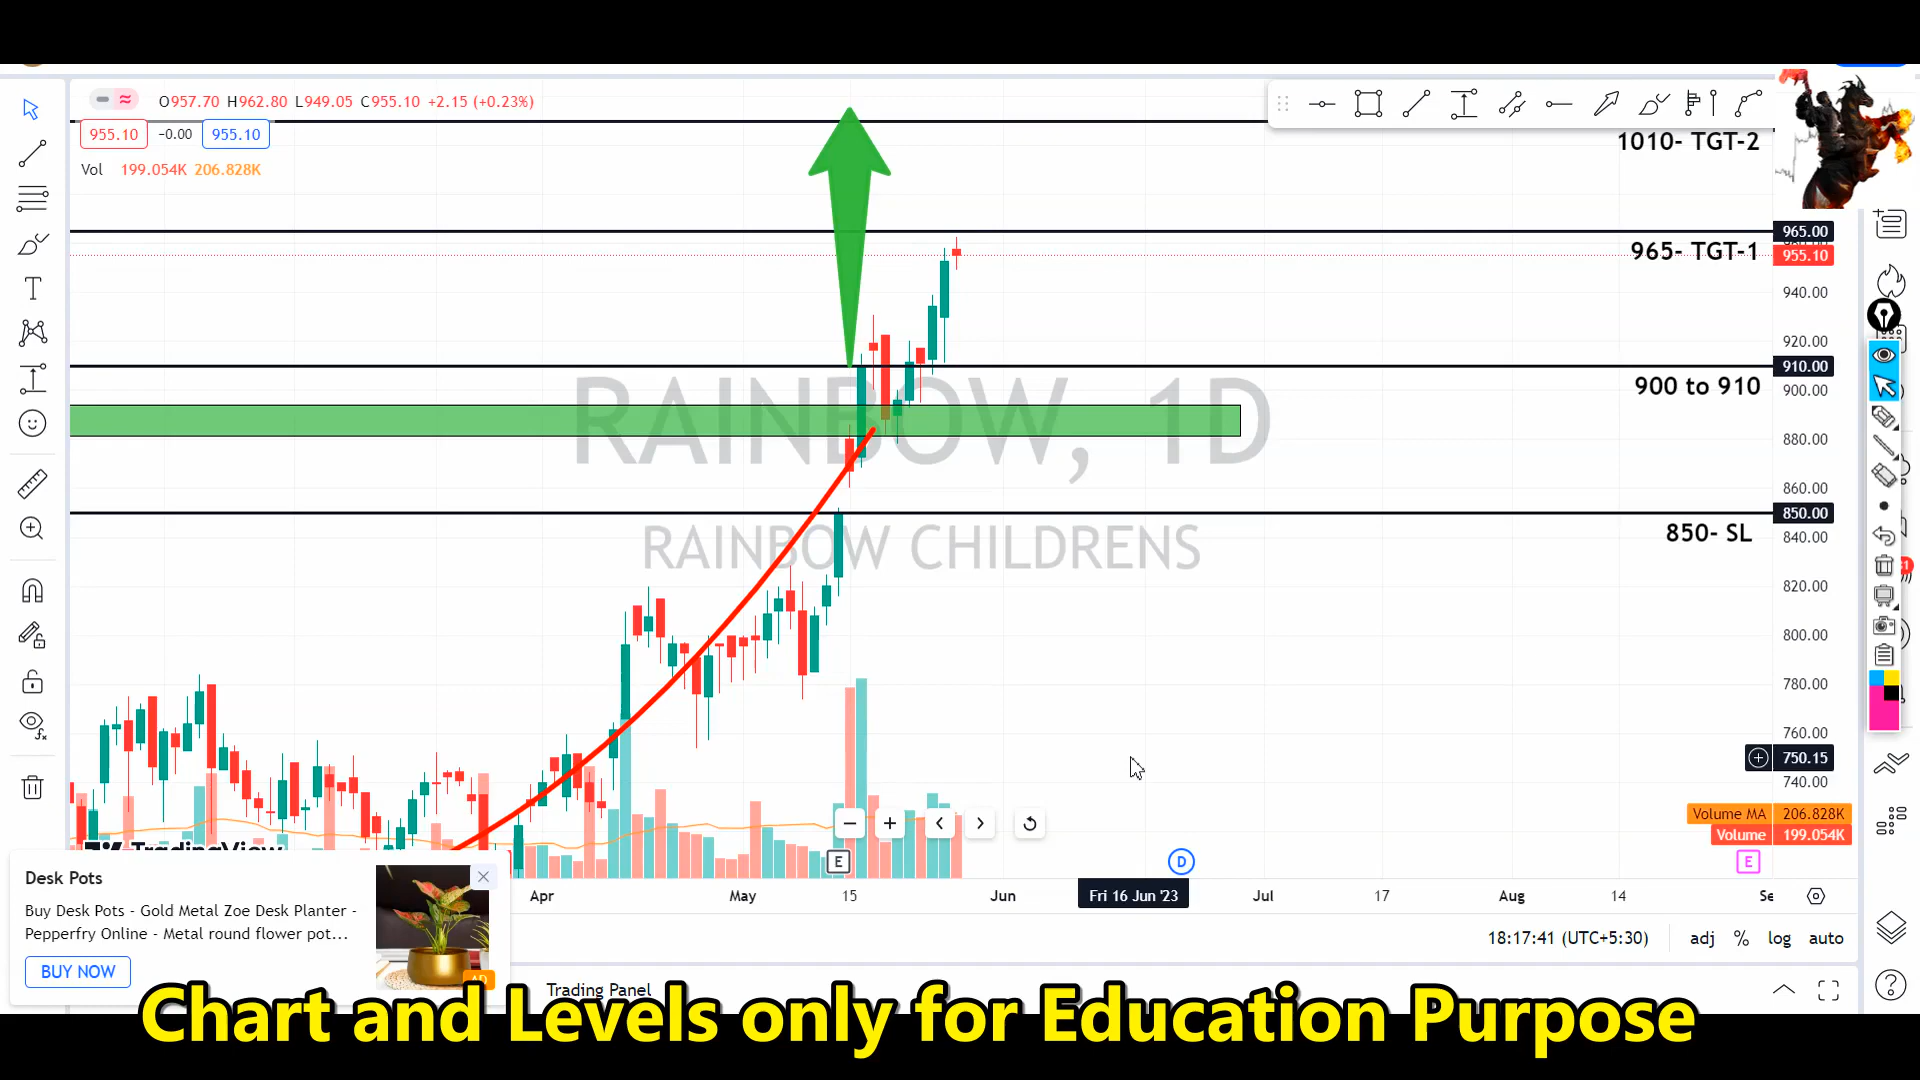 O957.70 H962.80 L949.05 C955.10 +2.15 (+0.23%)
955.10 -0.00 955.10
Vol 199.054K 206.828K
1010- TGT-2
965.00
965- TGT-1
955.10
940.00
920.00
910.00
900 to 910
900.00
RAINBOW, 1D
880.00
860.00
850.00
850- SL
840.00
RAINBOW CHILDRENS
820.00
800.00
780.00
760.00
750.15
740.00
Volume MA 206.828K
Volume 199.054K
TradingView
E
D
E
Apr May 15 Jun Fri 16 Jun '23 Jul 17 Aug 14 Se
Desk Pots
Buy Desk Pots - Gold Metal Zoe Desk Planter -
Pepperfry Online - Metal round flower pot...
BUY NOW
AD
18:17:41 (UTC+5:30) adj % log auto
Trading Panel
Chart and Levels only for Education Purpose